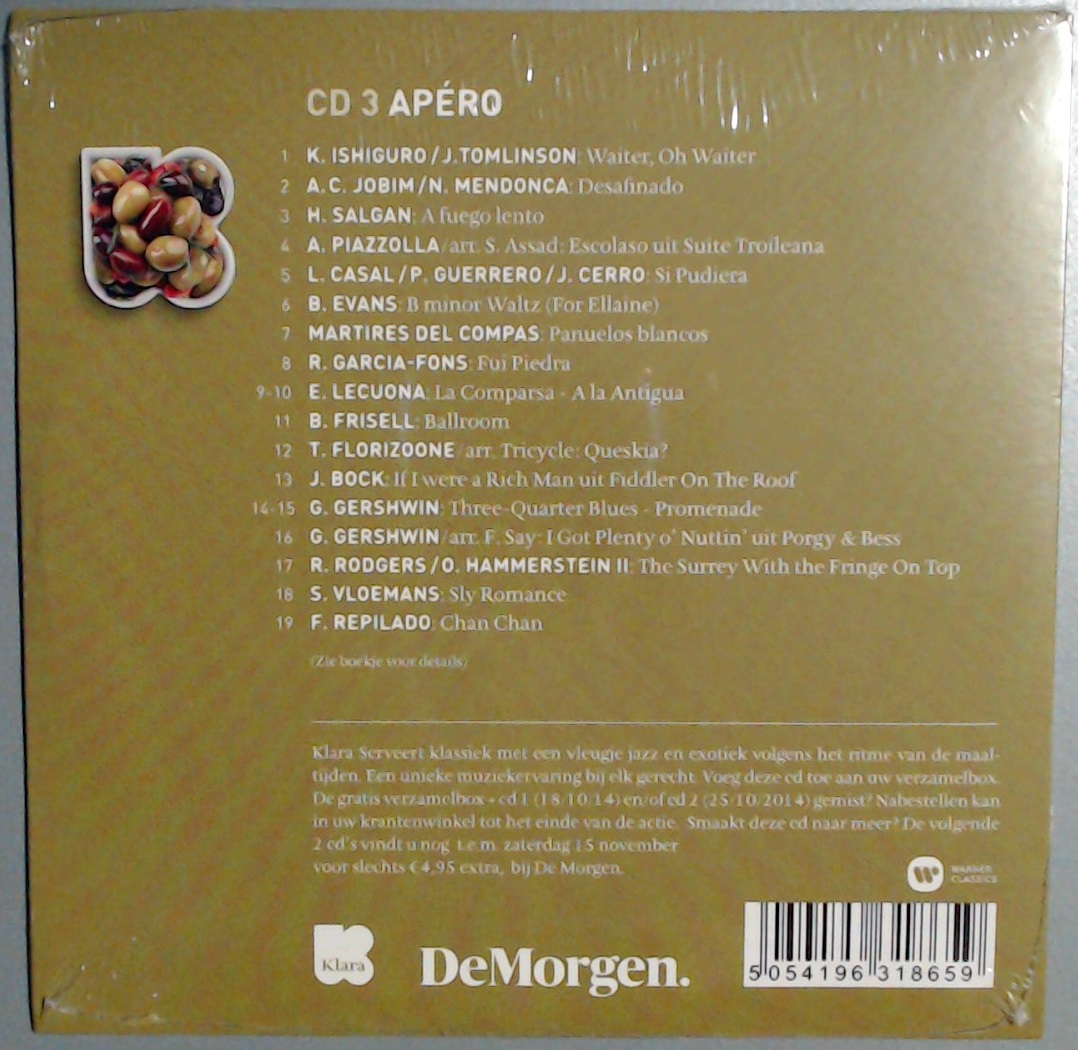 CD 3 APÉRO
1 K. ISHIGURO / J. TOMLINSON: Waiter, Oh Waiter
2 A.C. JOBIM / N. MENDONCA: Desafinado
3 H. SALGAN: A fuego lento
4 A. PIAZZOLLA / arr. S. Assad: Escolaso uit Suite Troileana
5 L. CASAL / P. GUERRERO / J. CERRO: Si Pudiera
6 B. EVANS: B minor Waltz (For Ellaine)
7 MARTIRES DEL COMPAS: Panuelos blancos
8 R. GARCIA-FONS: Fui Piedra
9-10 E. LECUONA: La Comparsa - A la Antigua
11 B. FRISELL: Ballroom
12 T. FLORIZOONE / arr. Tricycle: Queskia?
13 J. BOCK: If I were a Rich Man uit Fiddler On The Roof
14-15 G. GERSHWIN: Three-Quarter Blues - Promenade
16 G. GERSHWIN / arr. F. Say: I Got Plenty o' Nuttin' uit Porgy & Bess
17 R. RODGERS / O. HAMMERSTEIN II: The Surrey With the Fringe On Top
18 S. VLOEMANS: Sly Romance
19 F. REPILADO: Chan Chan
(Zie boekje voor details)
Klara Serveert klassiek met een vleugje jazz en exotiek volgens het ritme van de maal-
tijden. Een unieke muziekervaring bij elk gerecht. Voeg deze cd toe aan uw verzamelbox.
De gratis verzamelbox + cd 1 (18/10/14) en/of cd 2 (25/10/2014) gemist? Nabestellen kan
in uw krantenwinkel tot het einde van de actie. Smaakt deze cd naar meer? De volgende
2 cd's vindt u nog t.e.m. zaterdag 15 november
voor slechts €4,95 extra, bij De Morgen.
WARNER
CLASSICS
Klara
DeMorgen.
5 054196 318659